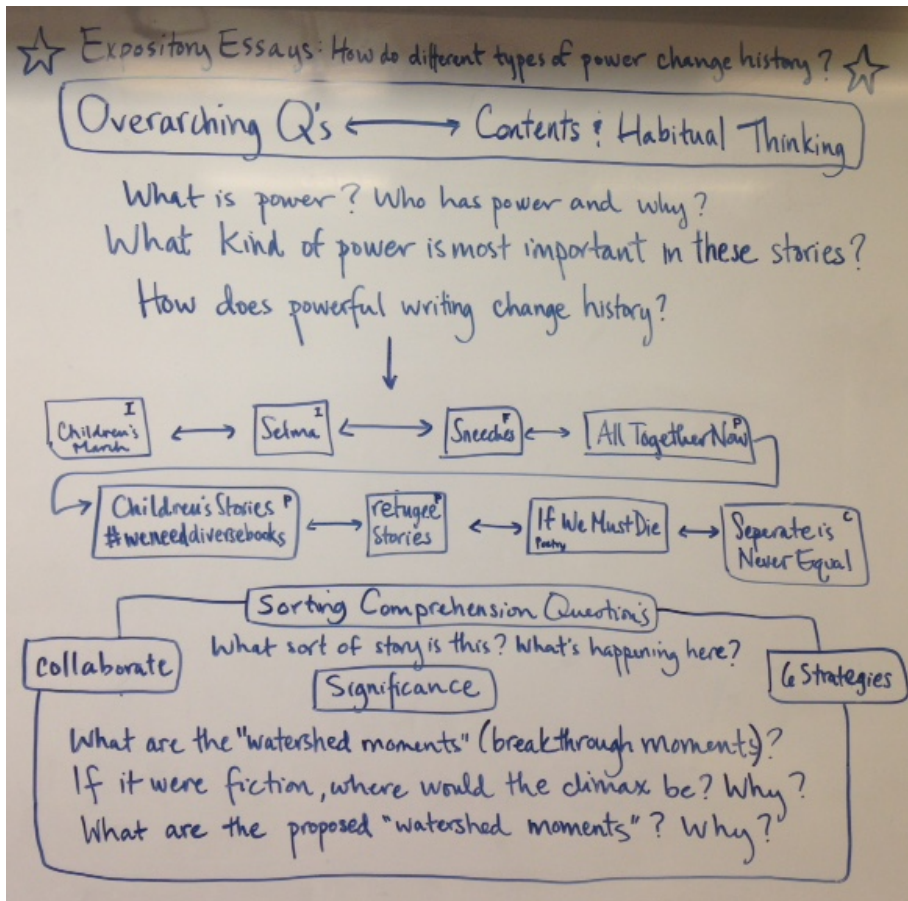 Expository Essays: How do different types of power change history?
Overarching Q's ⟷ Contents & Habitual Thinking
What is power? Who has power and why?
What kind of power is most important in these stories?
How does powerful writing change history?
Children's March I
Selma I
Sneeches F
All Together Now P
Children's Stories P
#weneeddiversebooks
refugee P
Stories
If We Must Die
Poetry
Seperate is C
Never Equal
Sorting Comprehension Question's
Collaborate
What sort of story is this? What's happening here?
6 Strategies
Significance
What are the "watershed moments" (breakthrough moments)?
If it were fiction, where would the climax be? Why?
What are the proposed "watershed moments"? Why?